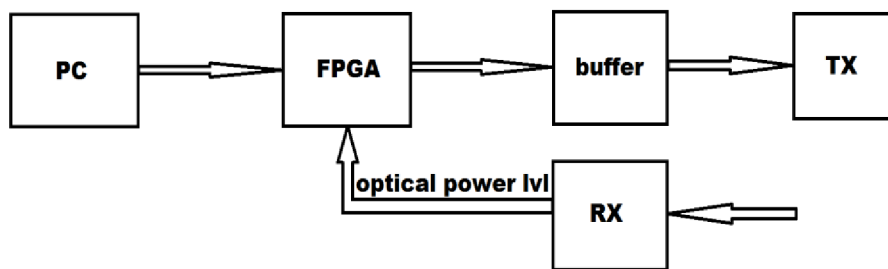 PC
FPGA
buffer
TX
optical power lvl
RX